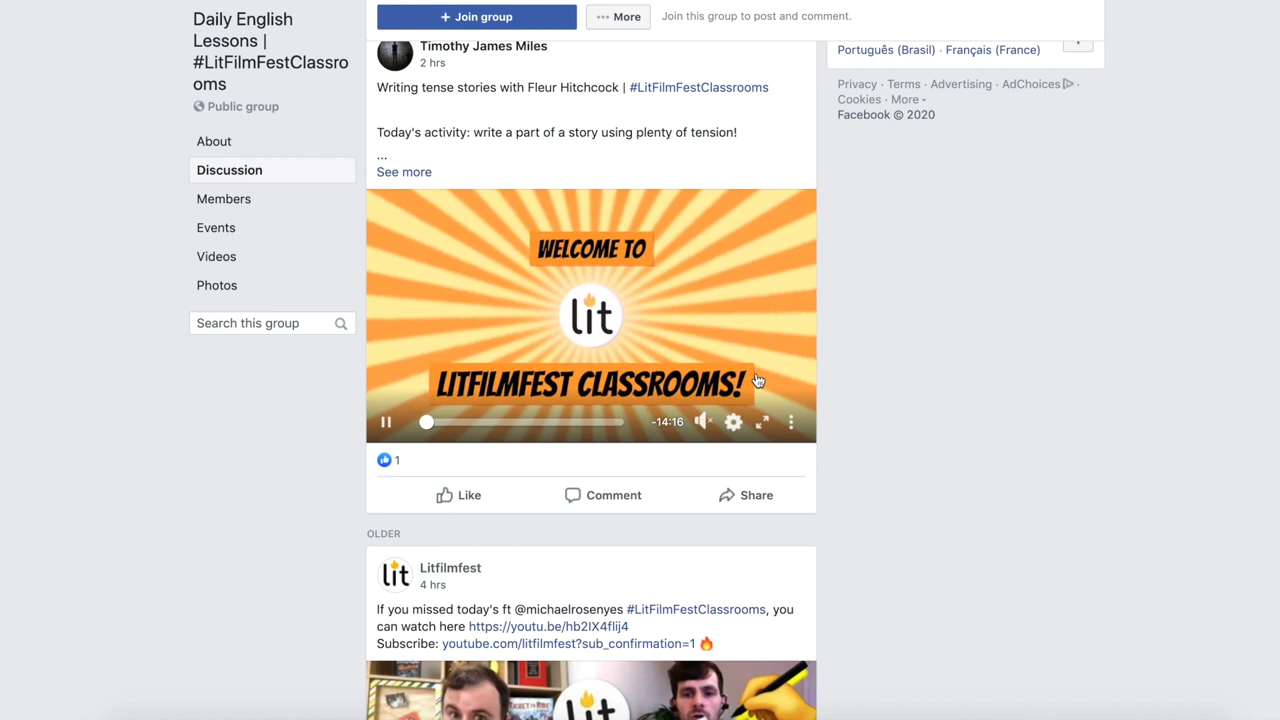 Daily English
Lessons |
#LitFilmFestClassro
oms
Public group
About
Discussion
Members
Events
Videos
Photos
Search this group
+ Join group
••• More
Join this group to post and comment.
Timothy James Miles
2 hrs
Writing tense stories with Fleur Hitchcock | #LitFilmFestClassrooms
Today's activity: write a part of a story using plenty of tension!
...
See more
WELCOME TO
lit
LITFILMFEST CLASSROOMS!
-14:16
1
Like
Comment
Share
OLDER
lit
Litfilmfest
4 hrs
If you missed today's ft @michaelrosenyes #LitFilmFestClassrooms, you
can watch here https://youtu.be/hb2lX4flij4
Subscribe: youtube.com/litfilmfest?sub_confirmation=1 🔥
lit
Português (Brasil) · Français (France)
Privacy · Terms · Advertising · AdChoices ·
Cookies · More
Facebook © 2020